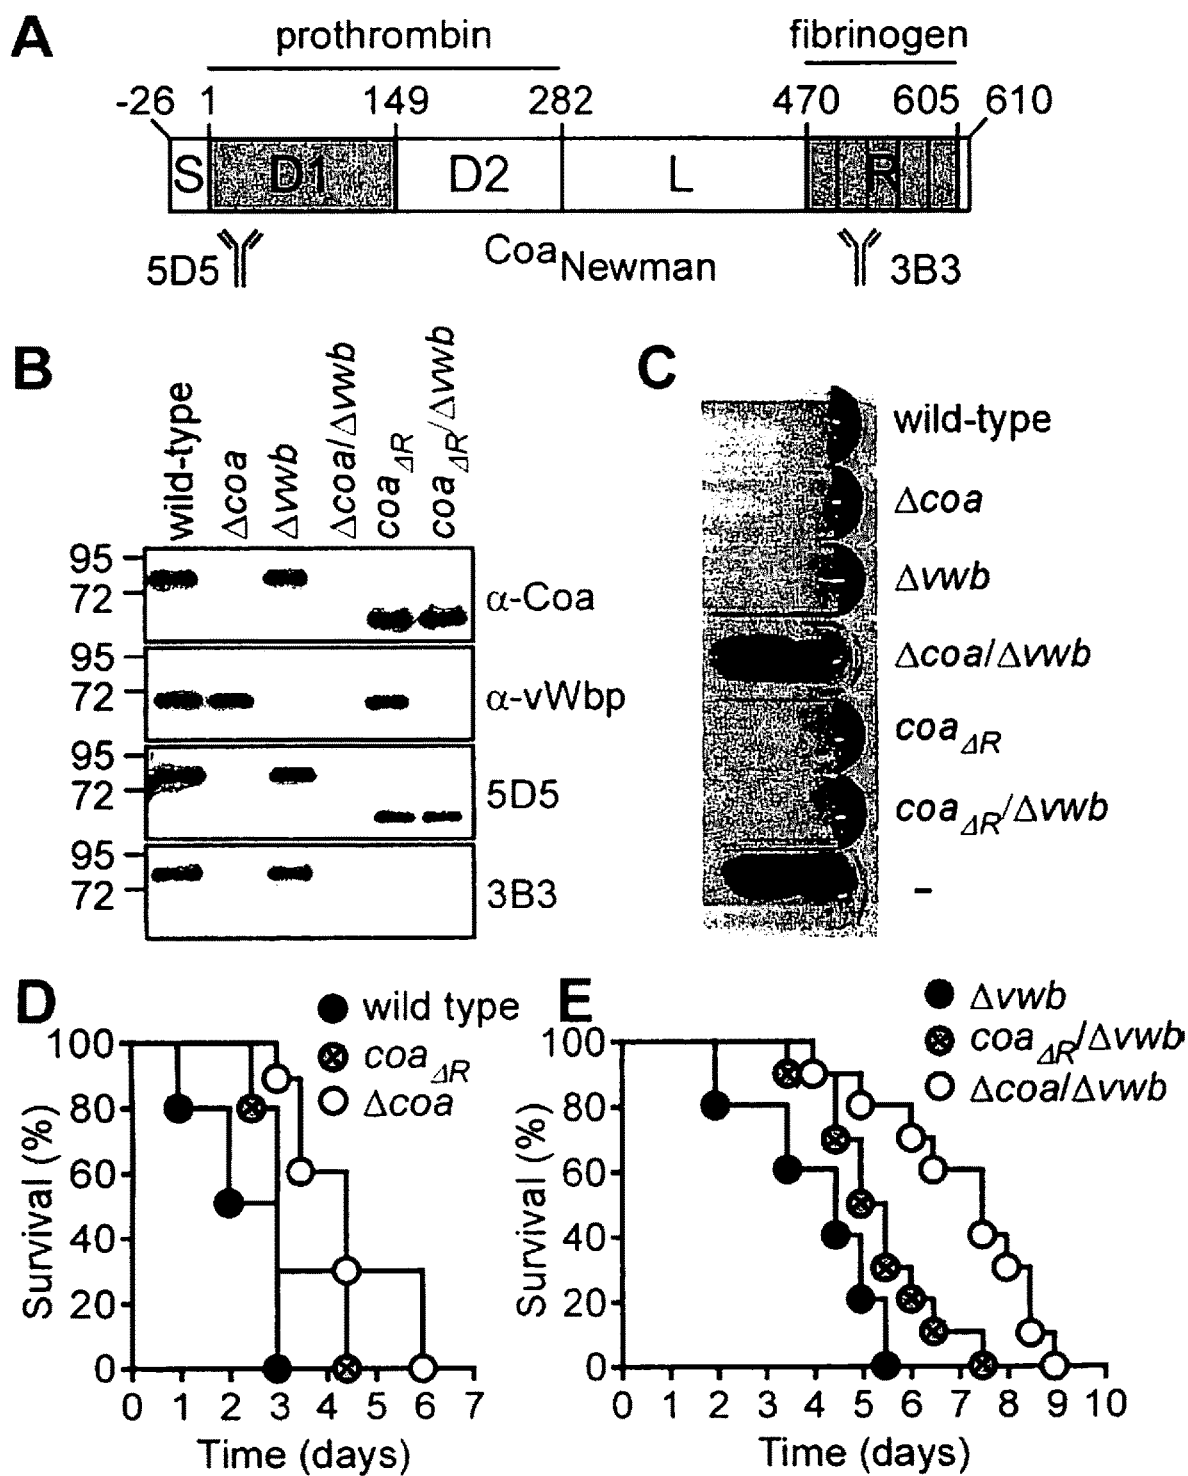 A
prothrombin
fibrinogen
-26 1 149 282 470 605 610
S D1 D2 L R
5D5 CoaNewman 3B3
B
wild-type
Δcoa
Δvwb
Δcoa/Δvwb
coaΔR
coaΔR/Δvwb
95
72
α-Coa
95
72
α-vWbp
95
72
5D5
95
72
3B3
C
wild-type
Δcoa
Δvwb
Δcoa/Δvwb
coaΔR
coaΔR/Δvwb
-
D
wild type
coaΔR
Δcoa
100
80
60
40
20
0
Survival (%)
0 1 2 3 4 5 6 7
Time (days)
E
Δvwb
coaΔR/Δvwb
Δcoa/Δvwb
100
80
60
40
20
0
Survival (%)
0 1 2 3 4 5 6 7 8 9 10
Time (days)